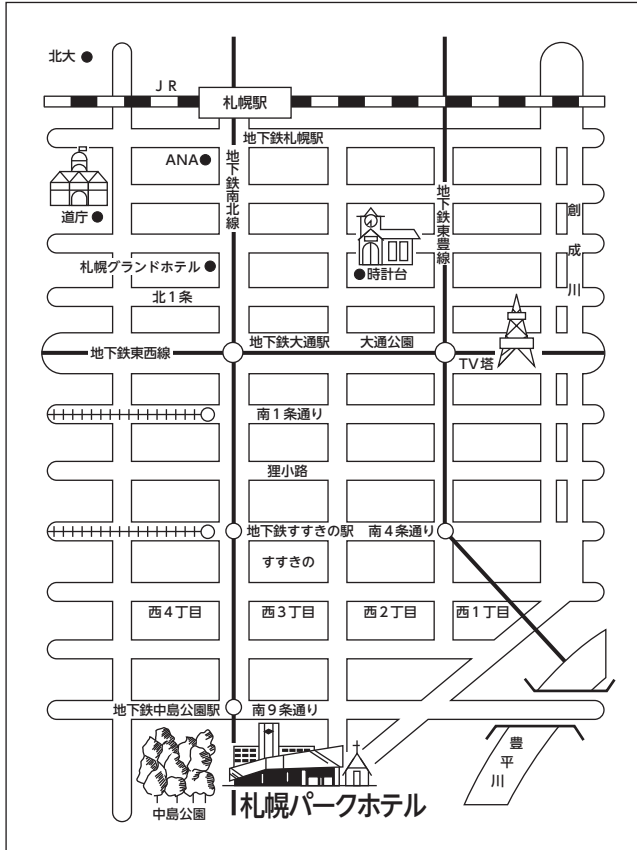 北大
JR
札幌駅
地下鉄札幌駅
ANA
地下鉄南北線
地下鉄東豊線
創成川
道庁
時計台
札幌グランドホテル
北1条
地下鉄東西線
地下鉄大通駅
大通公園
TV塔
南1条通り
狸小路
地下鉄すすきの駅
南4条通り
すすきの
西4丁目
西3丁目
西2丁目
西1丁目
地下鉄中島公園駅
南9条通り
豊平川
中島公園
札幌パークホテル